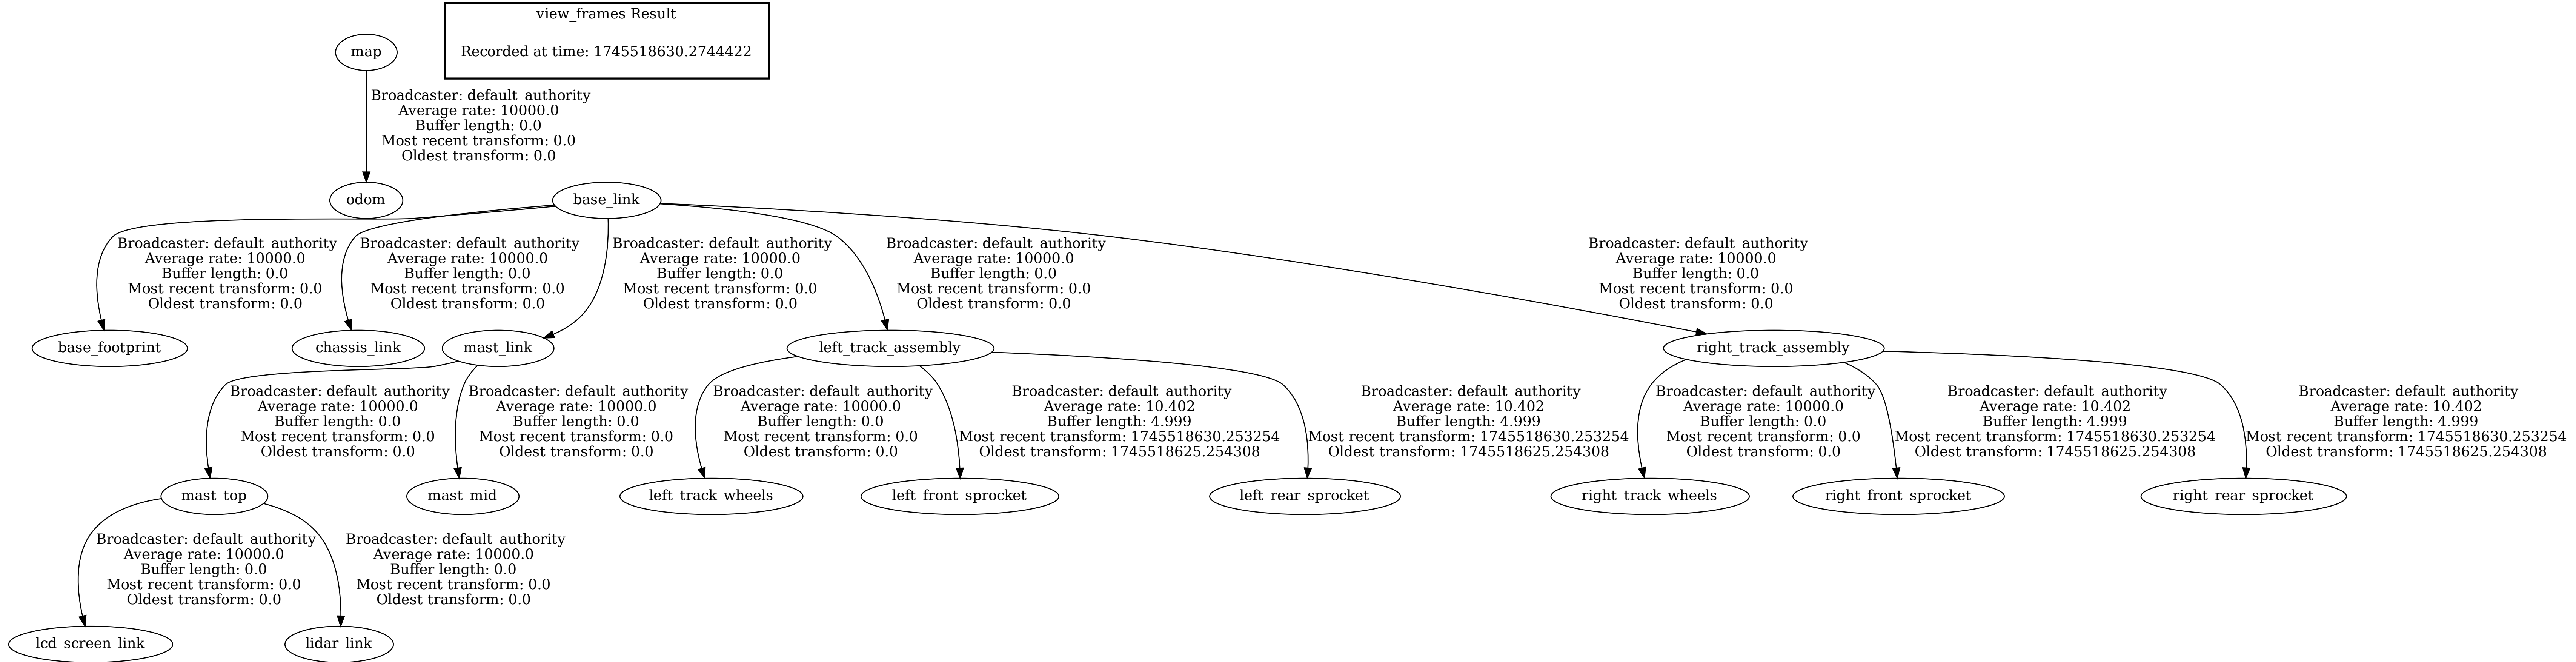 view_frames Result
Recorded at time: 1745518630.2744422
map
Broadcaster: default_authority
Average rate: 10000.0
Buffer length: 0.0
Most recent transform: 0.0
Oldest transform: 0.0
odom
base_link
Broadcaster: default_authority
Average rate: 10000.0
Buffer length: 0.0
Most recent transform: 0.0
Oldest transform: 0.0
Broadcaster: default_authority
Average rate: 10000.0
Buffer length: 0.0
Most recent transform: 0.0
Oldest transform: 0.0
Broadcaster: default_authority
Average rate: 10000.0
Buffer length: 0.0
Most recent transform: 0.0
Oldest transform: 0.0
Broadcaster: default_authority
Average rate: 10000.0
Buffer length: 0.0
Most recent transform: 0.0
Oldest transform: 0.0
Broadcaster: default_authority
Average rate: 10000.0
Buffer length: 0.0
Most recent transform: 0.0
Oldest transform: 0.0
base_footprint
chassis_link
mast_link
left_track_assembly
right_track_assembly
Broadcaster: default_authority
Average rate: 10000.0
Buffer length: 0.0
Most recent transform: 0.0
Oldest transform: 0.0
Broadcaster: default_authority
Average rate: 10000.0
Buffer length: 0.0
Most recent transform: 0.0
Oldest transform: 0.0
Broadcaster: default_authority
Average rate: 10000.0
Buffer length: 0.0
Most recent transform: 0.0
Oldest transform: 0.0
Broadcaster: default_authority
Average rate: 10.402
Buffer length: 4.999
Most recent transform: 1745518630.253254
Oldest transform: 1745518625.254308
Broadcaster: default_authority
Average rate: 10.402
Buffer length: 4.999
Most recent transform: 1745518630.253254
Oldest transform: 1745518625.254308
Broadcaster: default_authority
Average rate: 10000.0
Buffer length: 0.0
Most recent transform: 0.0
Oldest transform: 0.0
Broadcaster: default_authority
Average rate: 10.402
Buffer length: 4.999
Most recent transform: 1745518630.253254
Oldest transform: 1745518625.254308
Broadcaster: default_authority
Average rate: 10.402
Buffer length: 4.999
Most recent transform: 1745518630.253254
Oldest transform: 1745518625.254308
mast_top
mast_mid
left_track_wheels
left_front_sprocket
left_rear_sprocket
right_track_wheels
right_front_sprocket
right_rear_sprocket
Broadcaster: default_authority
Average rate: 10000.0
Buffer length: 0.0
Most recent transform: 0.0
Oldest transform: 0.0
Broadcaster: default_authority
Average rate: 10000.0
Buffer length: 0.0
Most recent transform: 0.0
Oldest transform: 0.0
lcd_screen_link
lidar_link